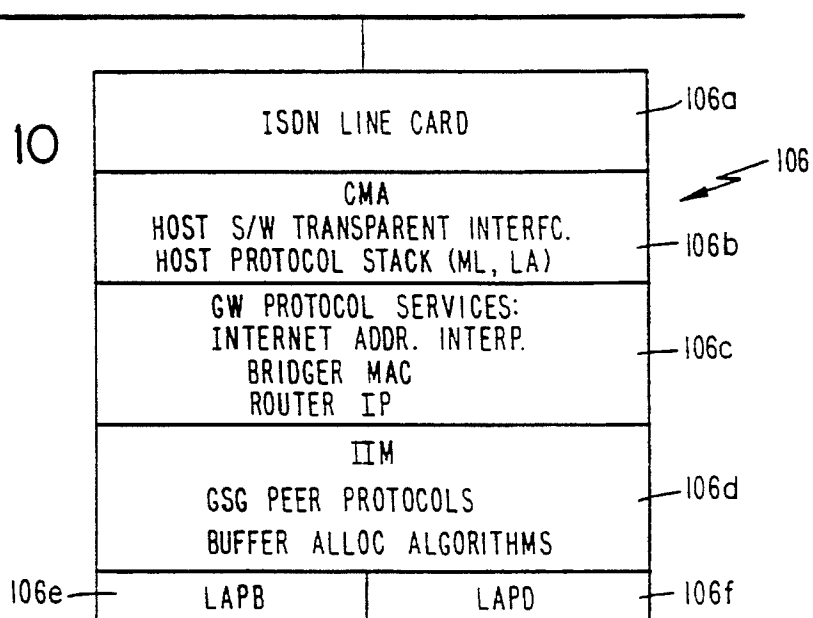 10
ISDN LINE CARD
106a
106
CMA
HOST S/W TRANSPARENT INTERFC.
HOST PROTOCOL STACK (ML, LA)
106b
GW PROTOCOL SERVICES:
INTERNET ADDR. INTERP.
BRIDGER MAC
ROUTER IP
106c
IIM
GSG PEER PROTOCOLS
BUFFER ALLOC ALGORITHMS
106d
106e
LAPB
LAPD
106f